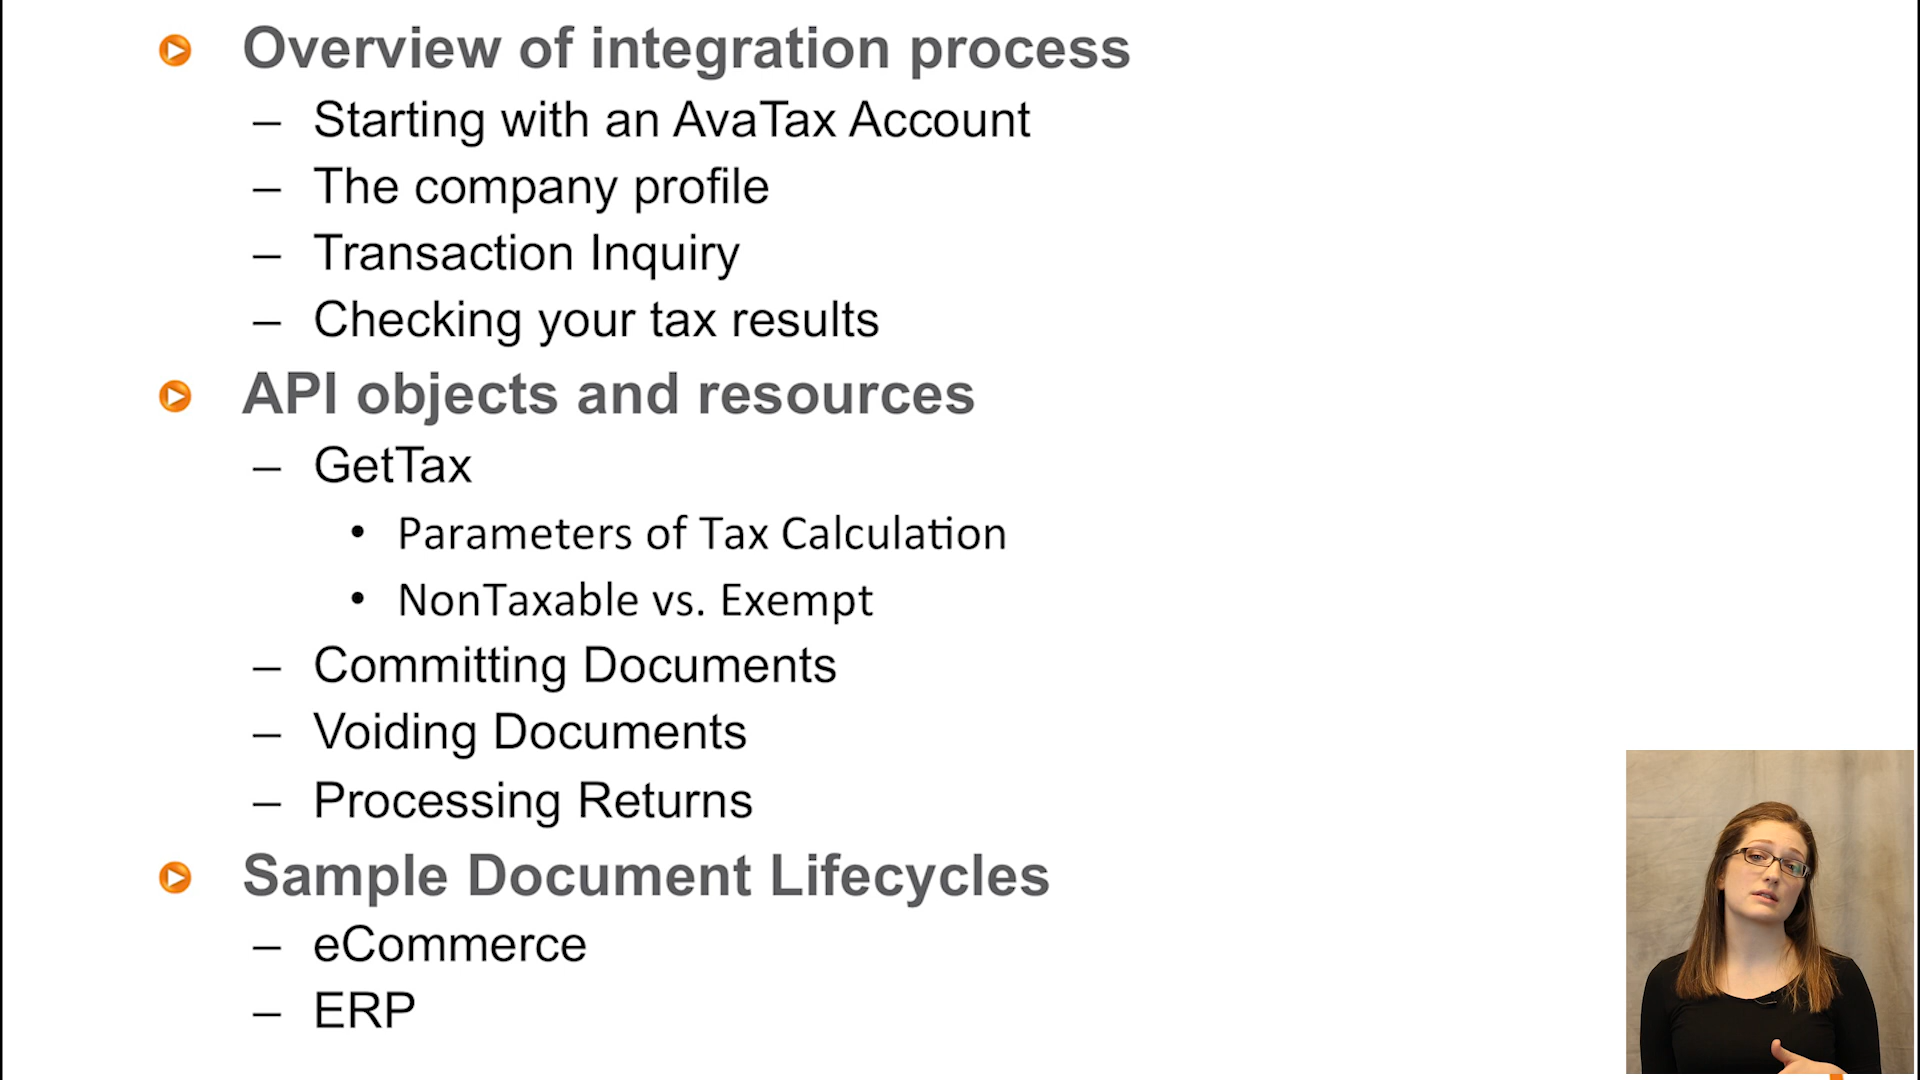 Overview of integration process
– Starting with an AvaTax Account
– The company profile
– Transaction Inquiry
– Checking your tax results
API objects and resources
– GetTax
• Parameters of Tax Calculation
• NonTaxable vs. Exempt
– Committing Documents
– Voiding Documents
– Processing Returns
Sample Document Lifecycles
– eCommerce
– ERP